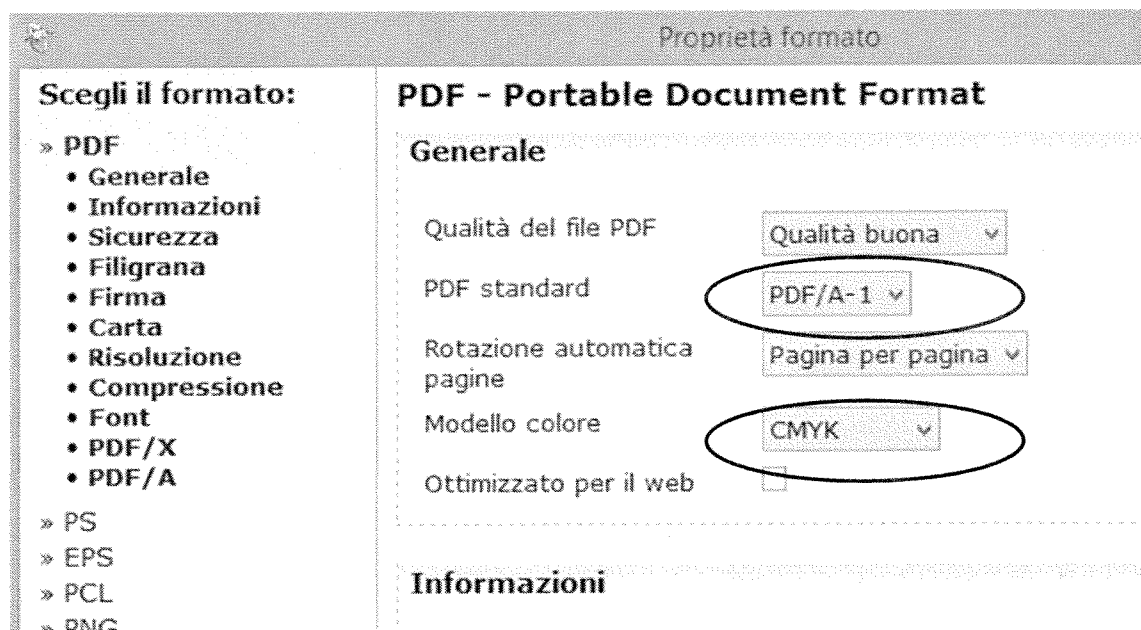 Proprietà formato
Scegli il formato:
» PDF
• Generale
• Informazioni
• Sicurezza
• Filigrana
• Firma
• Carta
• Risoluzione
• Compressione
• Font
• PDF/X
• PDF/A
» PS
» EPS
» PCL
» PNG
PDF - Portable Document Format
Generale
Qualità del file PDF Qualità buona
PDF standard PDF/A-1
Rotazione automatica pagine Pagina per pagina
Modello colore CMYK
Ottimizzato per il web
Informazioni